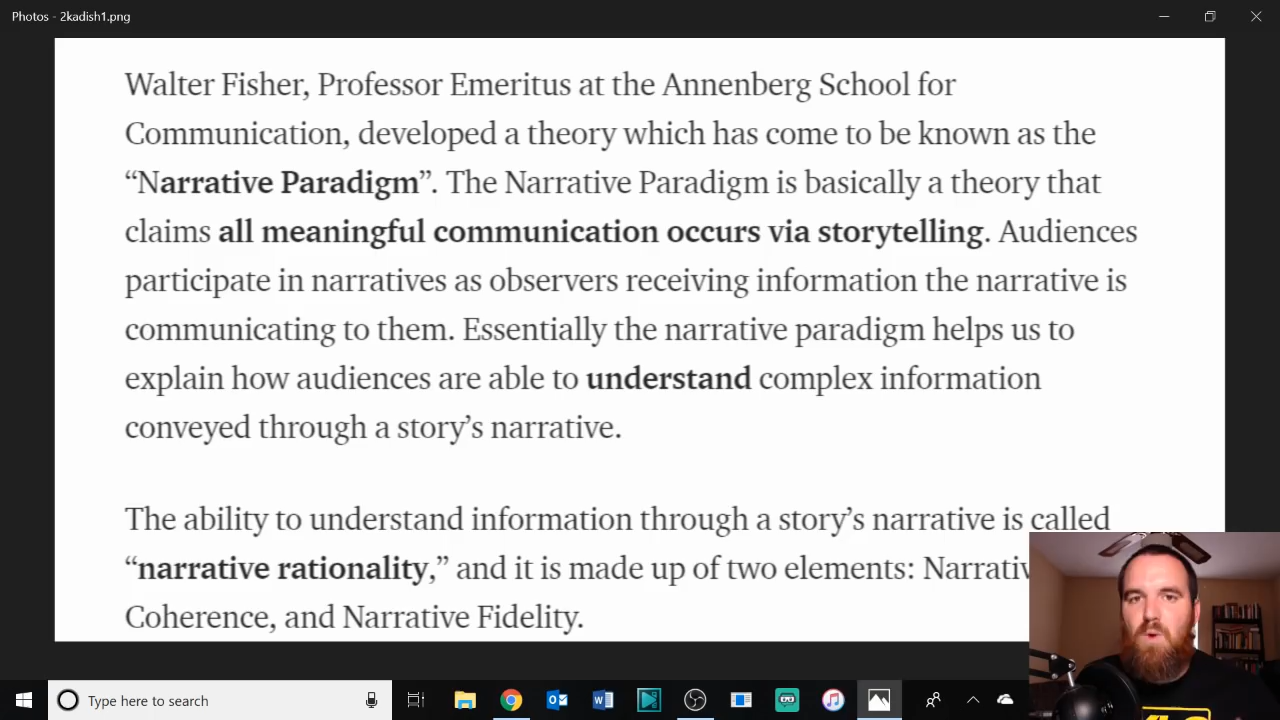 Photos - 2kadish1.png
Walter Fisher, Professor Emeritus at the Annenberg School for
Communication, developed a theory which has come to be known as the
“Narrative Paradigm”. The Narrative Paradigm is basically a theory that
claims all meaningful communication occurs via storytelling. Audiences
participate in narratives as observers receiving information the narrative is
communicating to them. Essentially the narrative paradigm helps us to
explain how audiences are able to understand complex information
conveyed through a story’s narrative.
The ability to understand information through a story’s narrative is called
“narrative rationality,” and it is made up of two elements: Narrativ
Coherence, and Narrative Fidelity.
Type here to search